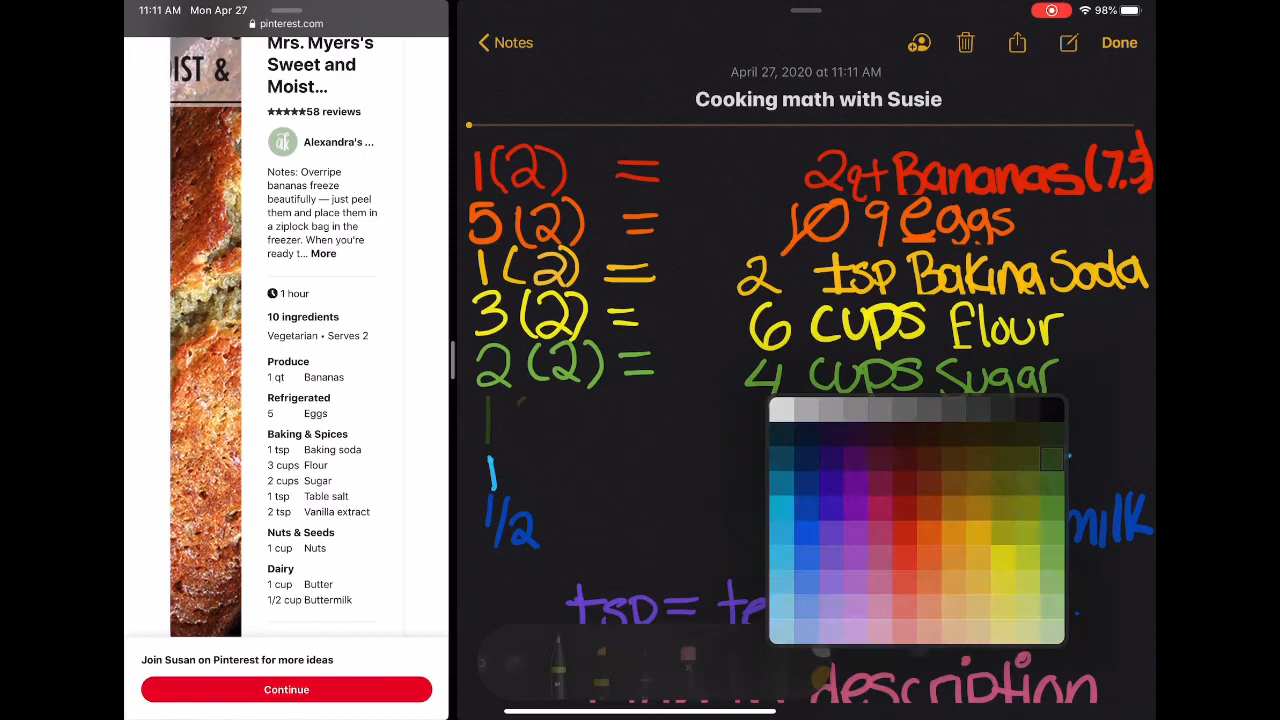 11:11 AM Mon Apr 27
pinterest.com
IST &
Mrs. Myers's
Sweet and
Moist...
★★★★★58 reviews
ak
Alexandra's ...
Notes: Overripe
bananas freeze
beautifully — just peel
them and place them in
a ziplock bag in the
freezer. When you're
ready t... More
1 hour
10 ingredients
Vegetarian • Serves 2
Produce
1 qt Bananas
Refrigerated
5 Eggs
Baking & Spices
1 tsp Baking soda
3 cups Flour
2 cups Sugar
1 tsp Table salt
2 tsp Vanilla extract
Nuts & Seeds
1 cup Nuts
Dairy
1 cup Butter
1/2 cup Buttermilk
Join Susan on Pinterest for more ideas
Continue
98%
Notes
Done
April 27, 2020 at 11:11 AM
Cooking math with Susie
1(2) = 2qt Bananas (7.5)
5(2) = 10 9 eggs
1(2) = 2 tsp Baking Soda
3(2) = 6 cups Flour
2(2) = 4 cups Sugar
1
1
1/2 milk
tsp = te
description